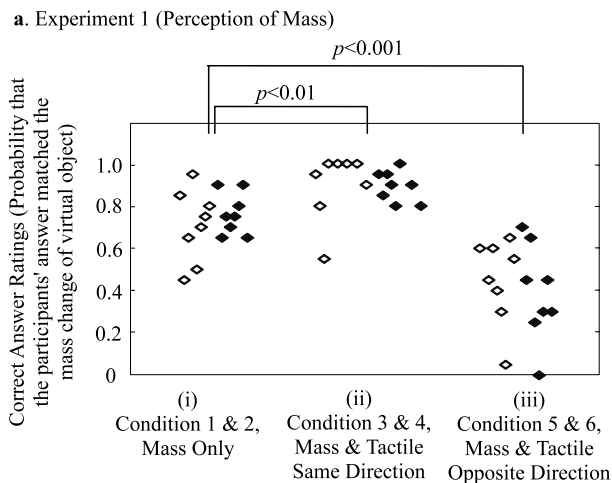 a. Experiment 1 (Perception of Mass)
p<0.001
p<0.01
Correct Answer Ratings (Probability that
the participants' answer matched the
mass change of virtual object)
1.0
0.8
0.6
0.4
0.2
0
(i)
Condition 1 & 2,
Mass Only
(ii)
Condition 3 & 4,
Mass & Tactile
Same Direction
(iii)
Condition 5 & 6,
Mass & Tactile
Opposite Direction